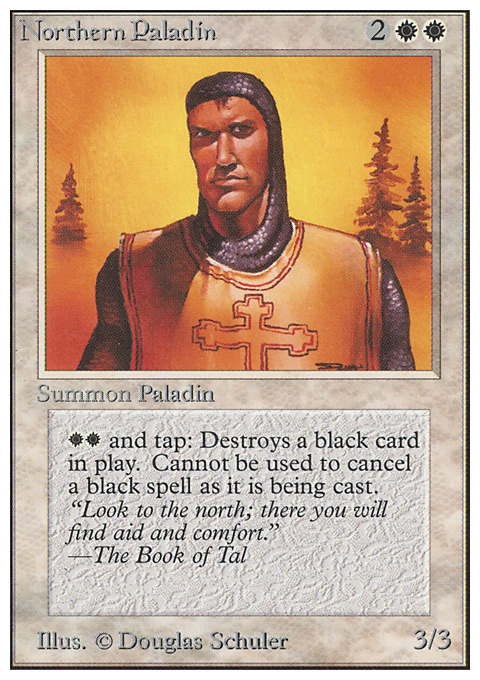 Northern Paladin 2
Summon Paladin
and tap: Destroys a black card
in play. Cannot be used to cancel
a black spell as it is being cast.
“Look to the north; there you will
find aid and comfort.”
—The Book of Tal
Illus. © Douglas Schuler 3/3